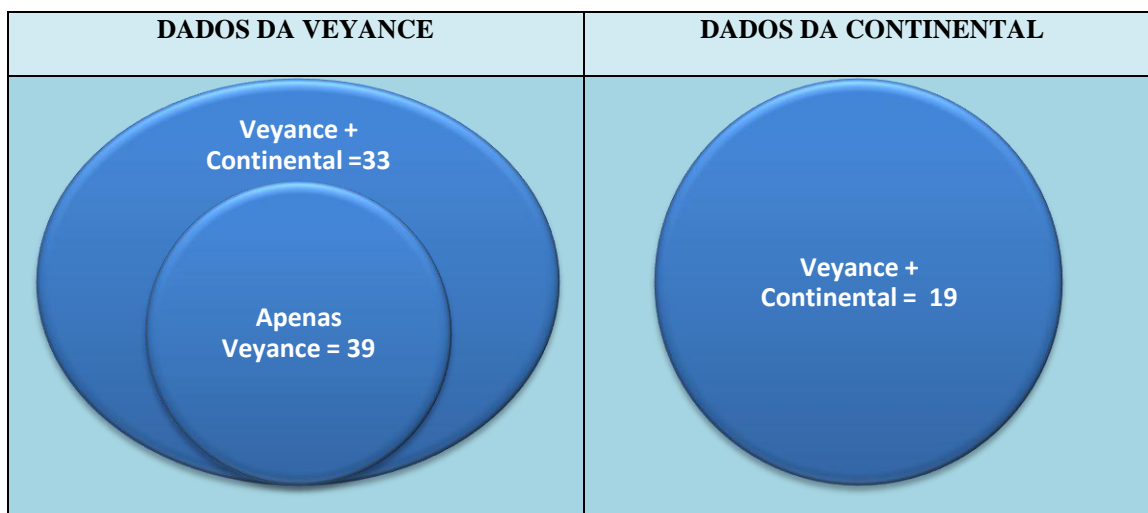 DADOS DA VEYANCE
DADOS DA CONTINENTAL
Veyance +
Continental =33
Apenas
Veyance = 39
Veyance +
Continental = 19